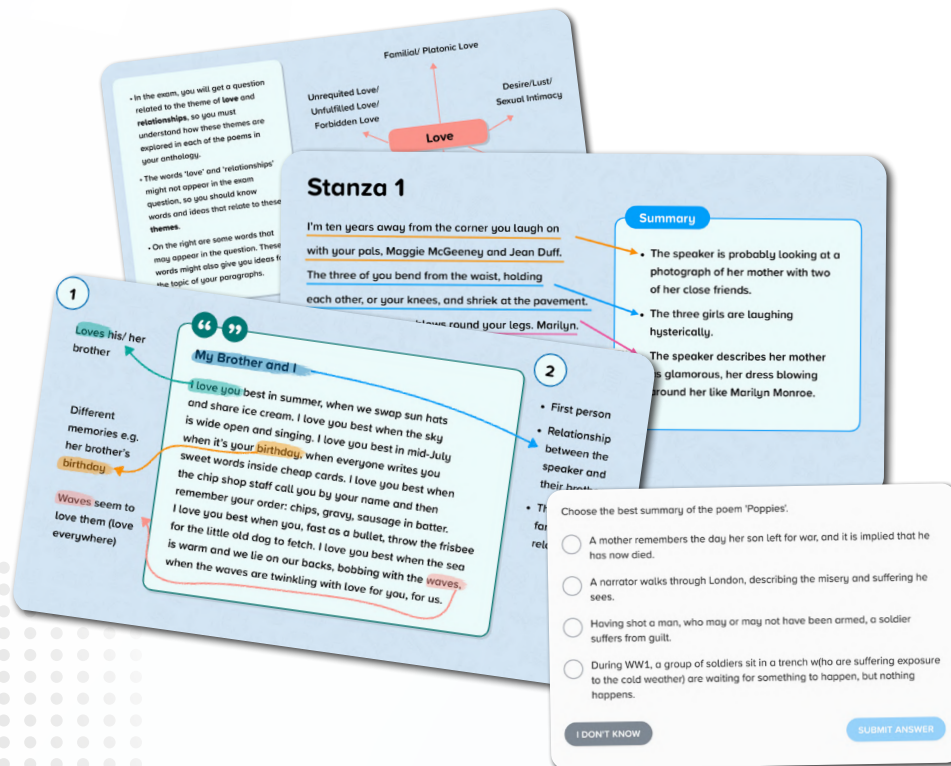 • In the exam, you will get a question
related to the theme of love and
relationships, so you must
understand how these themes are
explored in each of the poems in
your anthology.
• The words 'love' and 'relationships'
might not appear in the exam
question, so you should know
words and ideas that relate to these
themes.
• On the right are some words that
may appear in the question. These
words might also give you ideas
the topic of your paragraphs.
Familial/ Platonic Love
Unrequited Love/
Unfulfilled Love/
Forbidden Love
Desire/Lust/
Sexual Intimacy
Love
Stanza 1
I'm ten years away from the corner you laugh on
with your pals, Maggie McGeeney and Jean Duff.
The three of you bend from the waist, holding
each other, or your knees, and shriek at the pavement.
round your legs. Marilyn.
Summary
• The speaker is probably looking at a
photograph of her mother with two
of her close friends.
• The three girls are laughing
hysterically.
The speaker describes her mother
as glamorous, her dress blowing
around her like Marilyn Monroe.
1
Loves his/ her
brother
Different
memories e.g.
her brother's
birthday
Waves seem to
love them (love
everywhere)
“ ”
My Brother and I
I love you best in summer, when we swap sun hats
and share ice cream. I love you best when the sky
is wide open and singing. I love you best in mid-July
when it's your birthday, when everyone writes you
sweet words inside cheap cards. I love you best when
the chip shop staff call you by your name and then
remember your order: chips, gravy, sausage in batter.
I love you best when you, fast as a bullet, throw the frisbee
for the little old dog to fetch. I love you best when the sea
is warm and we lie on our backs, bobbing with the waves,
when the waves are twinkling with love for you, for us.
2
• First person
• Relationship
between the
speaker and
their
Choose the best summary of the poem 'Poppies'.
A mother remembers the day her son left for war, and it is implied that he
has now died.
A narrator walks through London, describing the misery and suffering he
sees.
Having shot a man, who may or may not have been armed, a soldier
suffers from guilt.
During WW1, a group of soldiers sit in a trench w(ho are suffering exposure
to the cold weather) are waiting for something to happen, but nothing
happens.
I DON'T KNOW
SUBMIT ANSWER